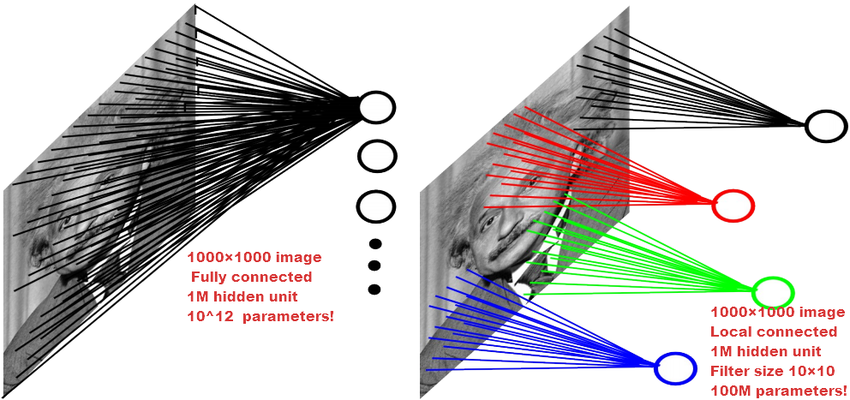 1000×1000 image
Fully connected
1M hidden unit
10^12 parameters!
1000×1000 image
Local connected
1M hidden unit
Filter size 10×10
100M parameters!